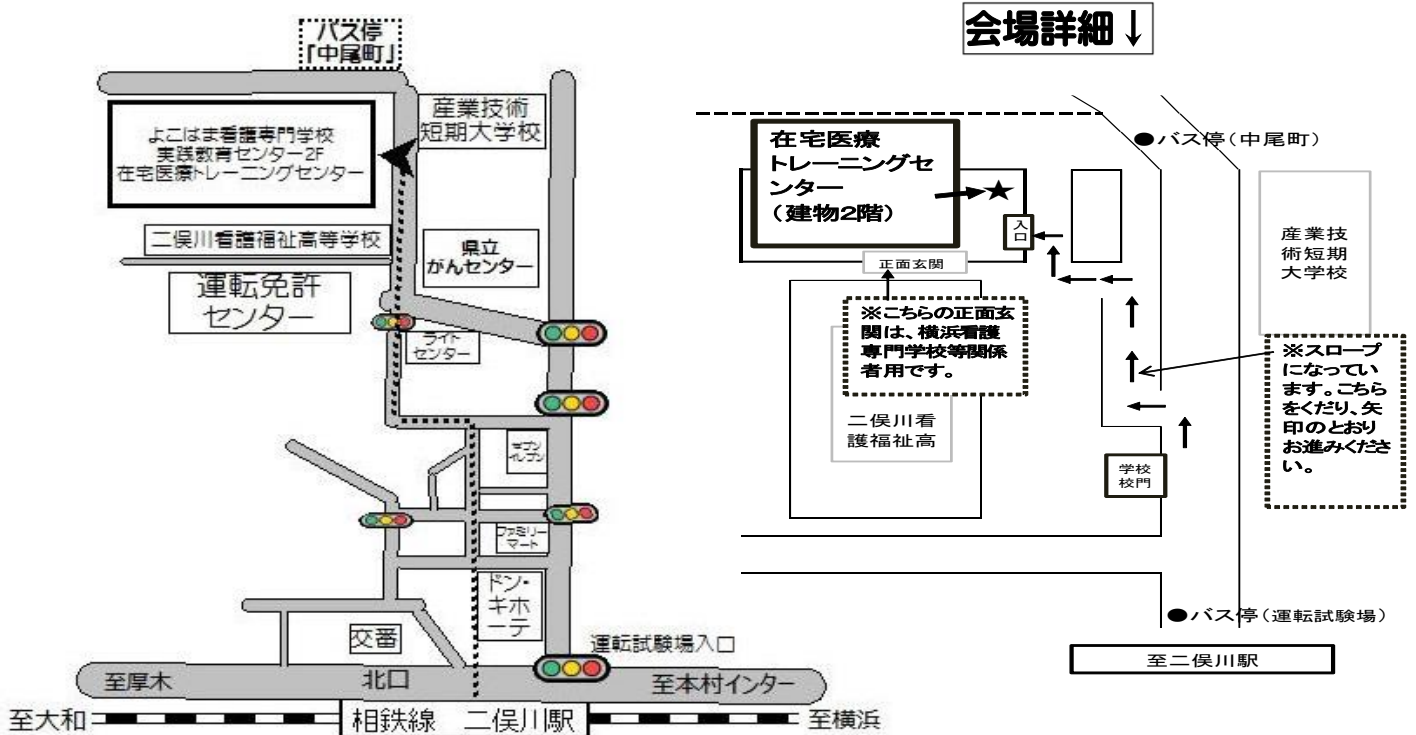 バス停
「中尾町」
よこはま看護専門学校
実践教育センター2F
在宅医療トレーニングセンター
産業技術
短期大学校
二俣川看護福祉高等学校
県立
がんセンター
運転免許
センター
ライト
センター
セブン
イレブン
ファミリー
マート
ドン・
キホ
ーテ
交番
運転試験場入口
至厚木
北口
至本村インター
至大和
相鉄線 二俣川駅
至横浜
会場詳細↓
在宅医療
トレーニングセ
ンター
(建物2階)
★
入
口
正面玄関
●バス停(中尾町)
産業技
術短期
大学校
※こちらの正面玄
関は、横浜看護
専門学校等関係
者用です。
二俣川看
護福祉高
※スロープ
になってい
ます。こちら
をくだり、矢
印のとおり
お進みくださ
い。
学校
校門
●バス停(運転試験場)
至二俣川駅